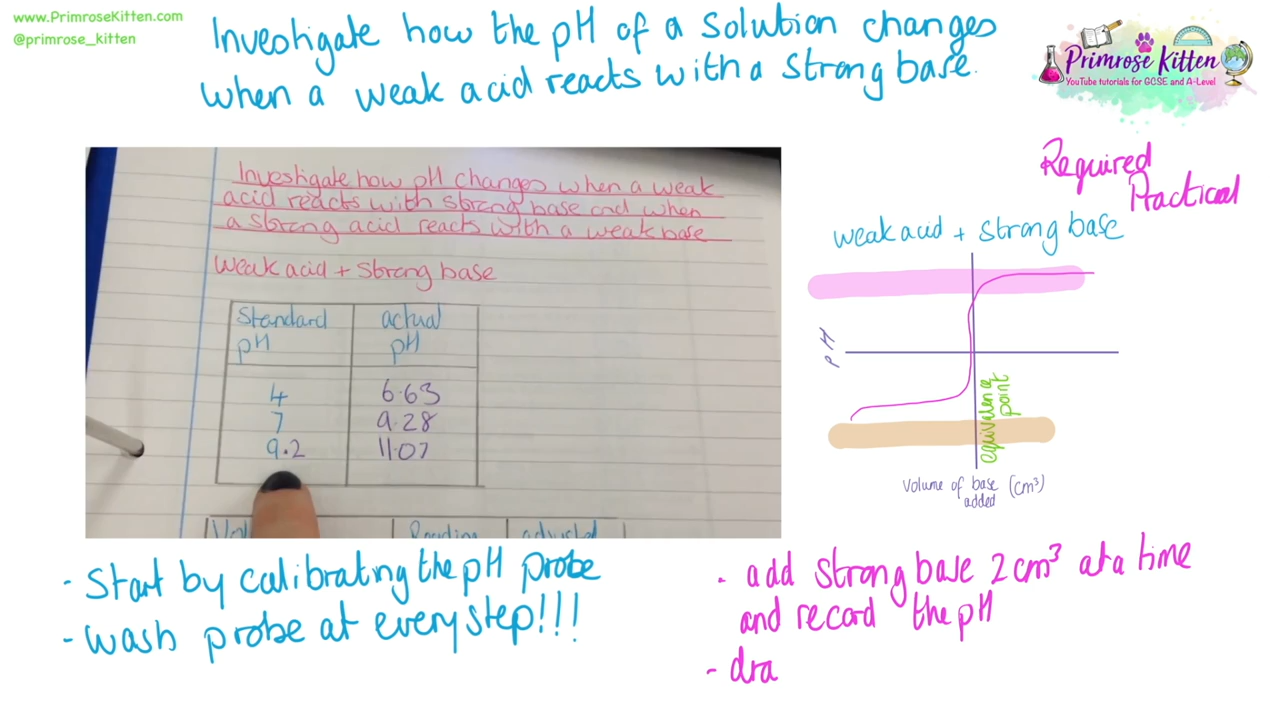 www.PrimroseKitten.com
@primrose_kitten
Investigate how the pH of a solution changes
when a weak acid reacts with a strong base.
Primrose Kitten
YouTube tutorials for GCSE and A-Level
Required
Practical
Investigate how pH changes when a weak
acid reacts with strong base and when
a strong acid reacts with a weak base
Weak acid + Strong base
Standard pH
actual pH
4 6.63
7 9.28
9.2 11.07
Reading adjusted
weak acid + strong base
pH
equivalence
point
Volume of base (cm³)
added
- Start by calibrating the pH probe
- wash probe at every step!!!
- add strong base 2cm³ at a time
and record the pH
- dra